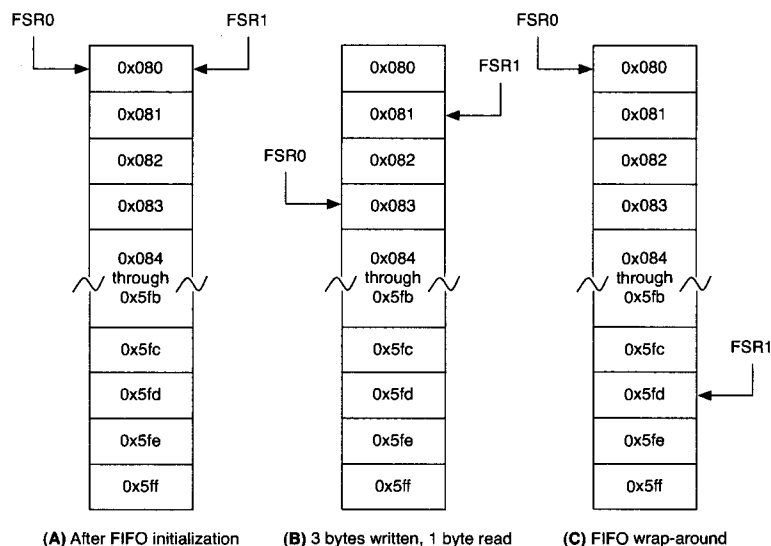 FSR0
FSR1
0x080
0x081
0x082
0x083
0x084
through
0x5fb
0x5fc
0x5fd
0x5fe
0x5ff
(A) After FIFO initialization
FSR1
FSR0
0x080
0x081
0x082
0x083
0x084
through
0x5fb
0x5fc
0x5fd
0x5fe
0x5ff
(B) 3 bytes written, 1 byte read
FSR0
FSR1
0x080
0x081
0x082
0x083
0x084
through
0x5fb
0x5fc
0x5fd
0x5fe
0x5ff
(C) FIFO wrap-around